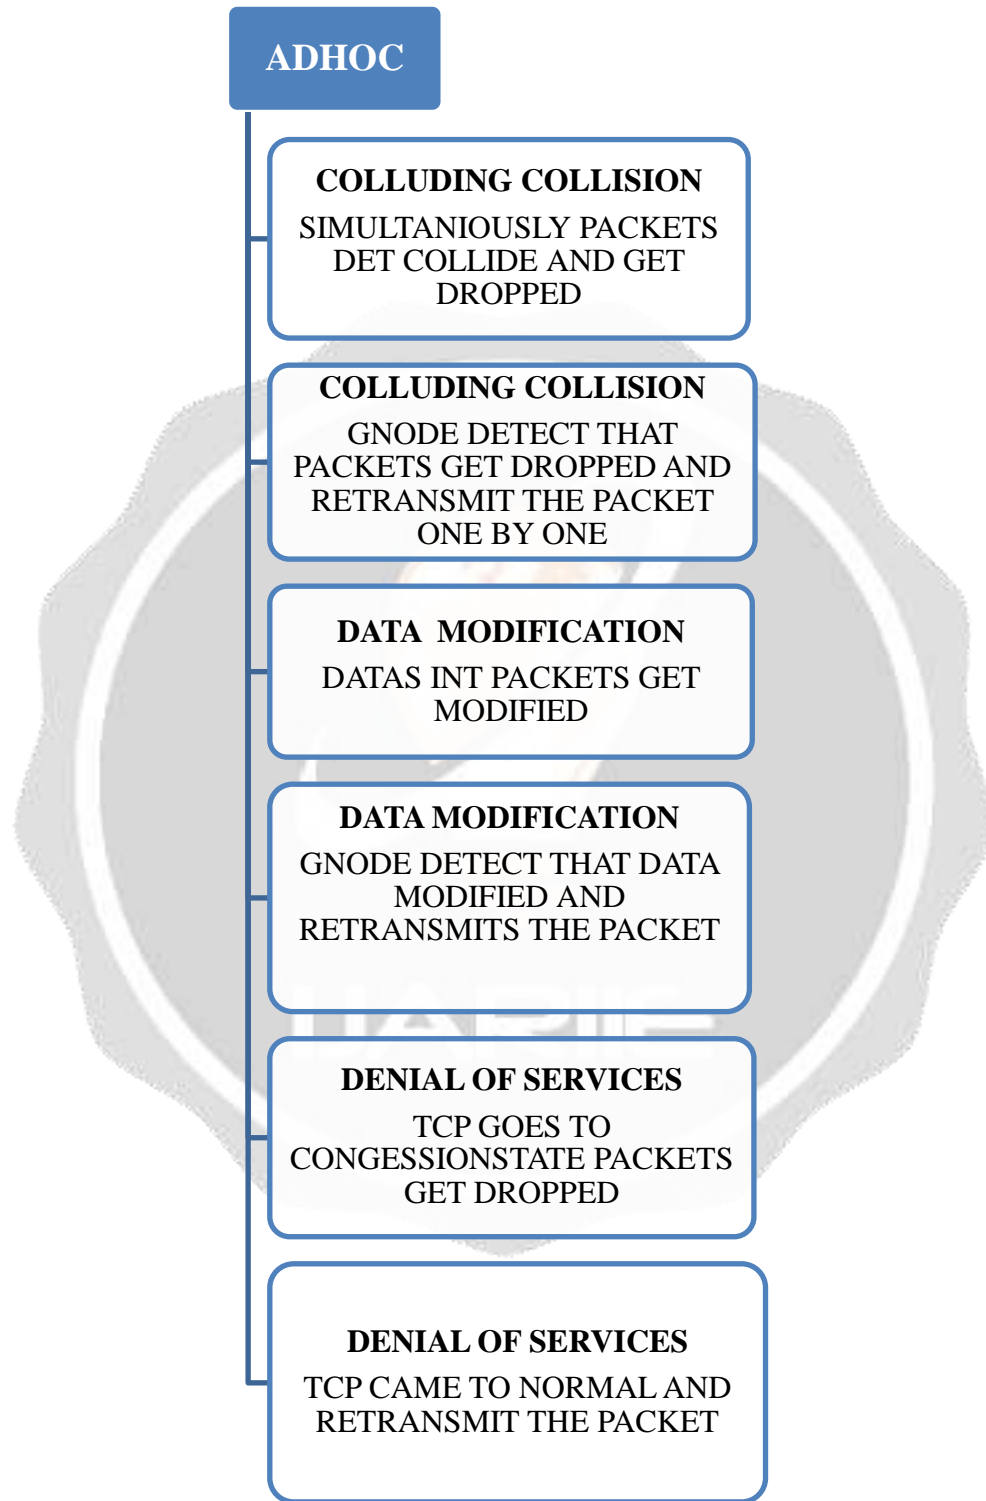 ADHOC
COLLUDING COLLISION
SIMULTANIOUSLY PACKETS
DET COLLIDE AND GET
DROPPED
COLLUDING COLLISION
GNODE DETECT THAT
PACKETS GET DROPPED AND
RETRANSMIT THE PACKET
ONE BY ONE
DATA MODIFICATION
DATAS INT PACKETS GET
MODIFIED
DATA MODIFICATION
GNODE DETECT THAT DATA
MODIFIED AND
RETRANSMITS THE PACKET
DENIAL OF SERVICES
TCP GOES TO
CONGESSIONSTATE PACKETS
GET DROPPED
DENIAL OF SERVICES
TCP CAME TO NORMAL AND
RETRANSMIT THE PACKET